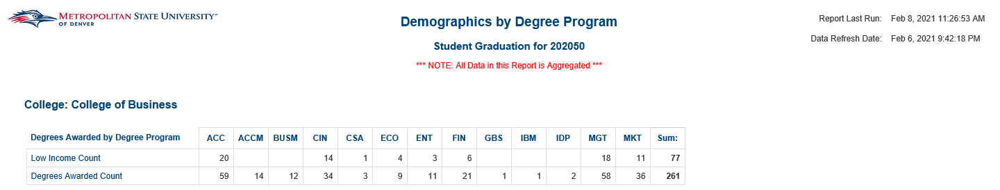 METROPOLITAN STATE UNIVERSITY™
OF DENVER
Demographics by Degree Program
Student Graduation for 202050
*** NOTE: All Data in this Report is Aggregated ***
Report Last Run: Feb 8, 2021 11:26:53 AM
Data Refresh Date: Feb 6, 2021 9:42:18 PM
College: College of Business
Degrees Awarded by Degree Program ACC ACCM BUSM CIN CSA ECO ENT FIN GBS IBM IDP MGT MKT Sum:
Low Income Count 20 14 1 4 3 6 18 11 77
Degrees Awarded Count 59 14 12 34 3 9 11 21 1 1 2 58 36 261